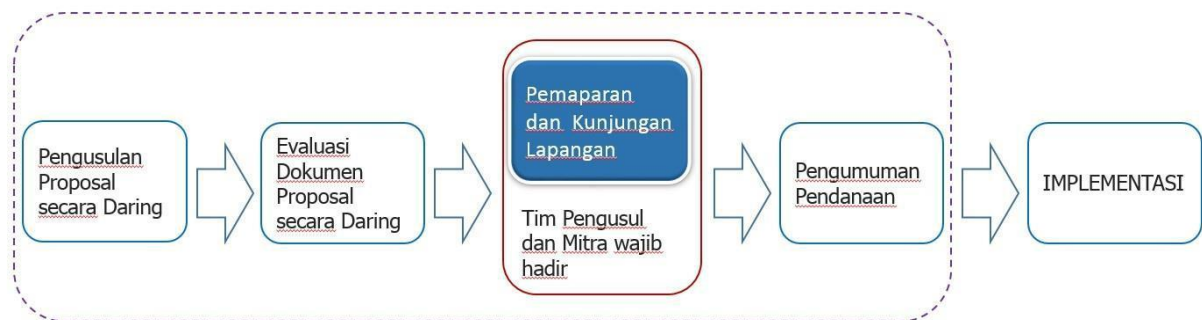 Pengusulan
Proposal
secara Daring
Evaluasi
Dokumen
Proposal
secara Daring
Pemaparan
dan Kunjungan
Lapangan
Tim Pengusul
dan Mitra wajib
hadir
Pengumuman
Pendanaan
IMPLEMENTASI